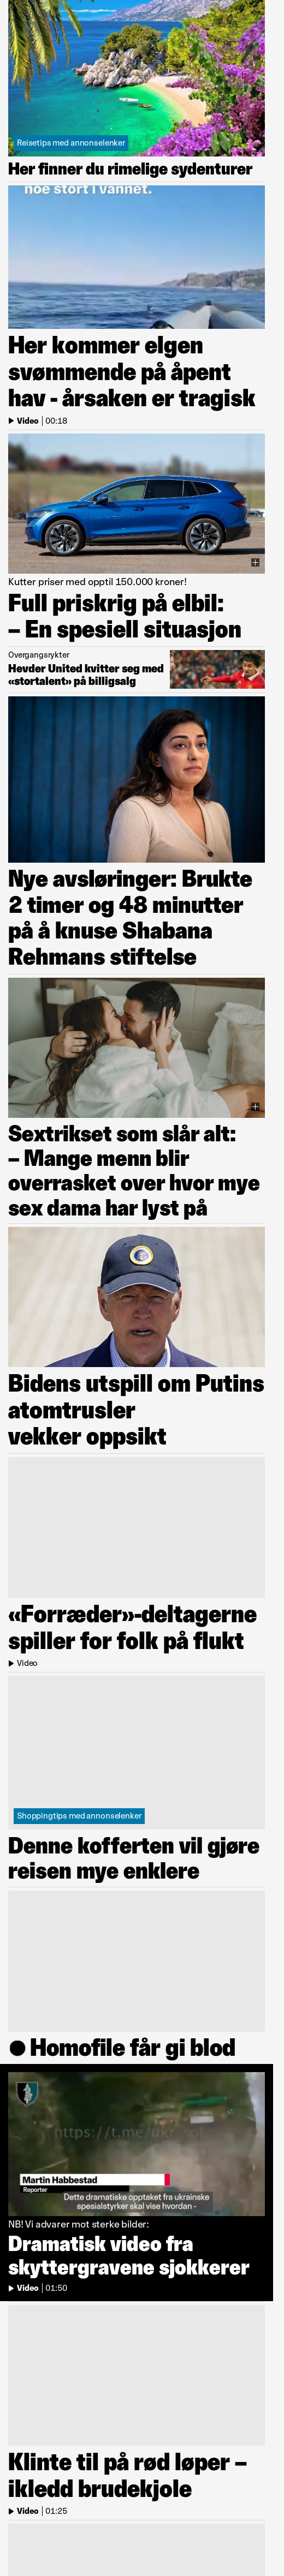 Reisetips med annonselenker
Her finner du rimelige sydenturer
noe stort i vannet.
Her kommer elgen
svømmende på åpent
hav - årsaken er tragisk
Video | 00:18
Kutter priser med opptil 150.000 kroner!
Full priskrig på elbil:
– En spesiell situasjon
Overgangsrykter
Hevder United kvitter seg med
«stortalent» på billigsalg
Nye avsløringer: Brukte
2 timer og 48 minutter
på å knuse Shabana
Rehmans stiftelse
Sextrikset som slår alt:
– Mange menn blir
overrasket over hvor mye
sex dama har lyst på
Bidens utspill om Putins
atomtrusler
vekker oppsikt
«Forræder»-deltagerne
spiller for folk på flukt
Video
Shoppingtips med annonselenker
Denne kofferten vil gjøre
reisen mye enklere
● Homofile får gi blod
https://t.me/uk
Martin Habbestad
Reporter
Dette dramatiske opptaket fra ukrainske
spesialstyrker skal vise hvordan -
NB! Vi advarer mot sterke bilder:
Dramatisk video fra
skyttergravene sjokkerer
Video | 01:50
Klinte til på rød løper –
ikledd brudekjole
Video | 01:25